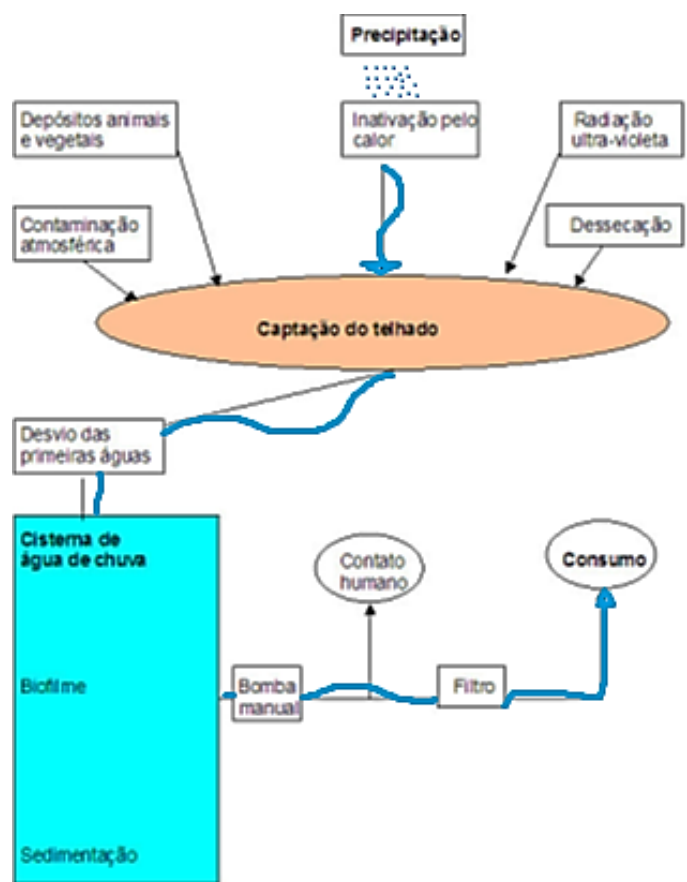 Precipitação
Depósitos animais
e vegetais
Inativação pelo
calor
Radiação
ultra-violeta
Contaminação
atmosférica
Dessecação
Captação do telhado
Desvio das
primeiras águas
Cisterna de
água de chuva
Contato
humano
Consumo
Biofilme
Bomba
manual
Filtro
Sedimentação